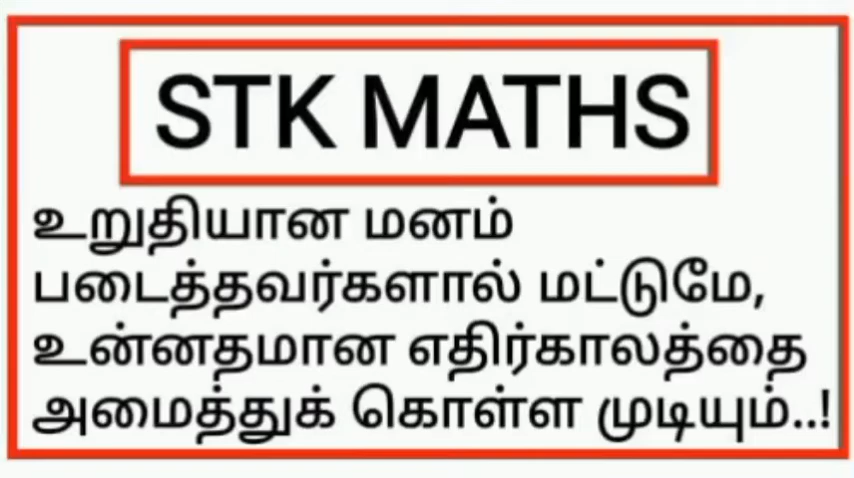 STK MATHS
உறுதியான மனம்
படைத்தவர்களால் மட்டுமே,
உன்னதமான எதிர்காலத்தை
அமைத்துக் கொள்ள முடியும்..!